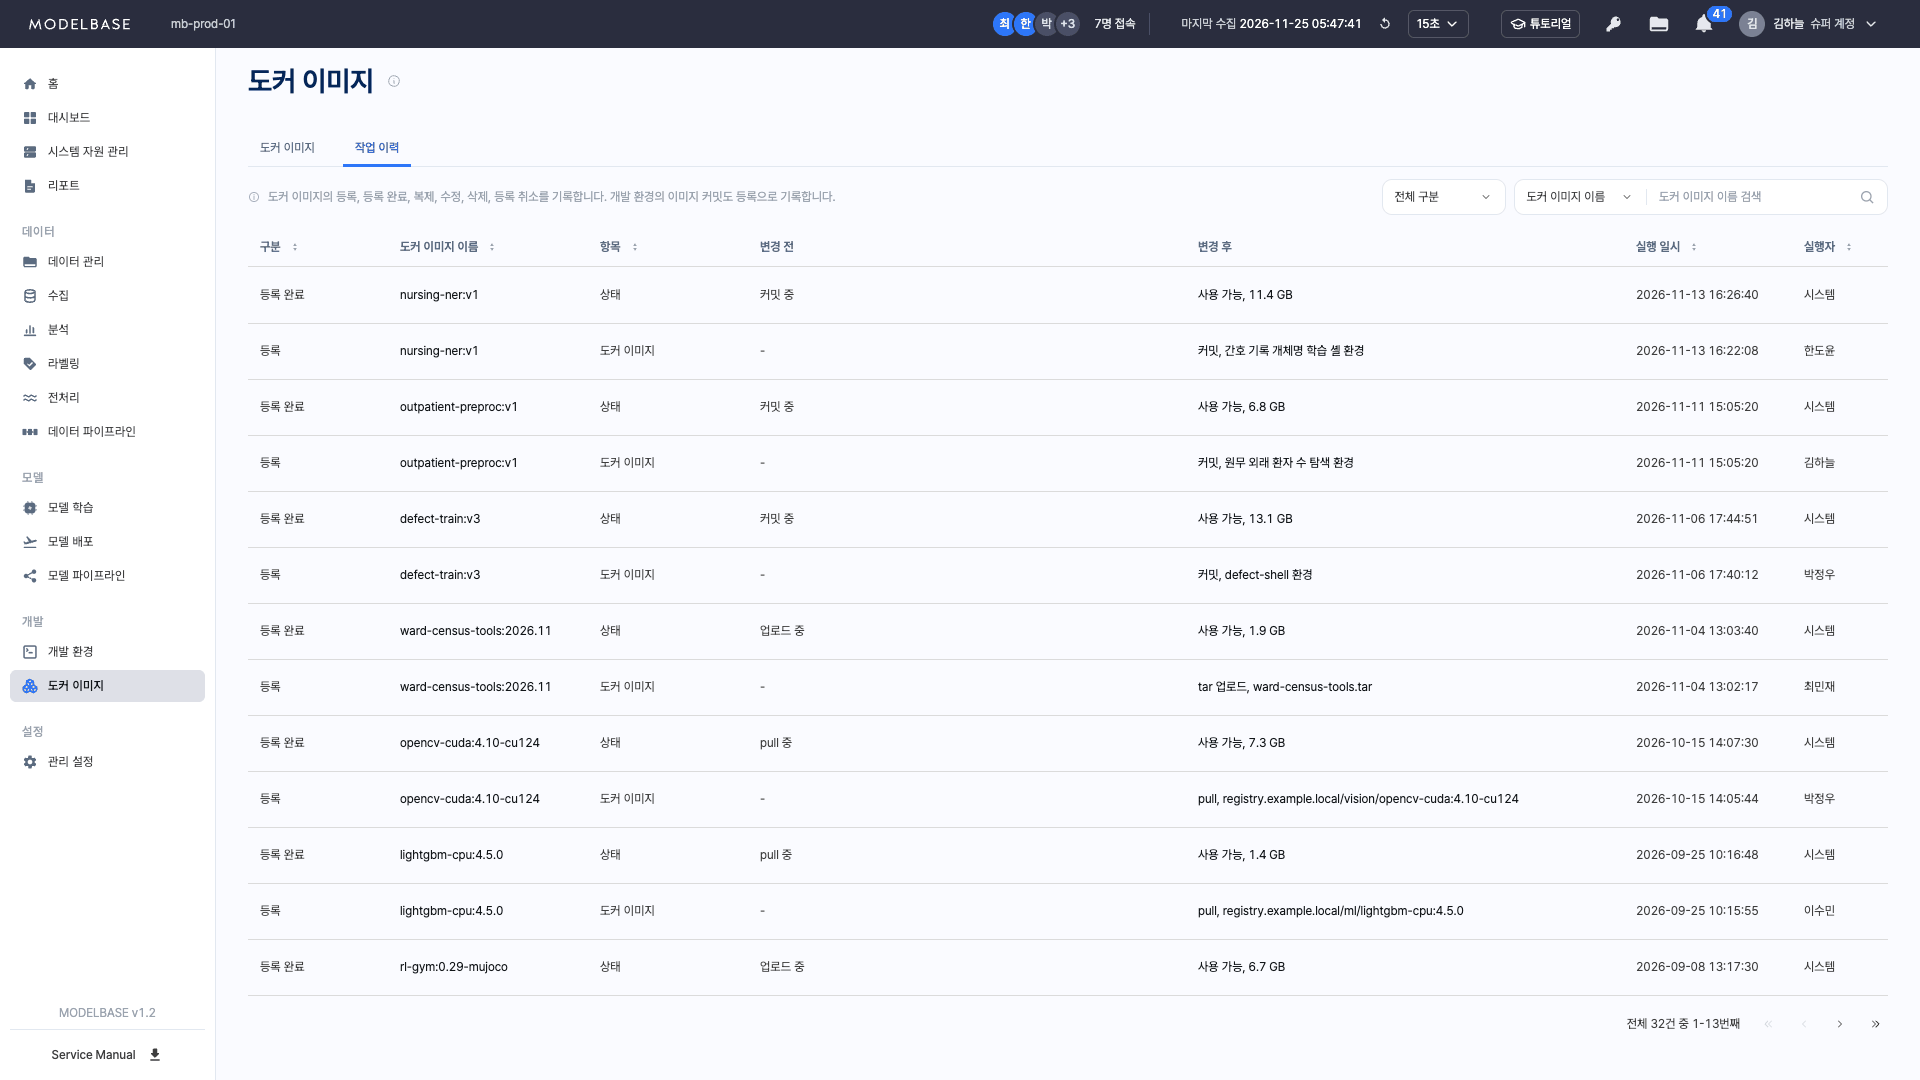 MODELBASE
mb-prod-01
최 한 박 +3 7명 접속
마지막 수집 2026-11-25 05:47:41
15초
튜토리얼
41
김 김하늘 슈퍼 계정
홈
대시보드
시스템 자원 관리
리포트
데이터
데이터 관리
수집
분석
라벨링
전처리
데이터 파이프라인
모델
모델 학습
모델 배포
모델 파이프라인
개발
개발 환경
도커 이미지
설정
관리 설정
MODELBASE v1.2
Service Manual
도커 이미지
도커 이미지 작업 이력
도커 이미지의 등록, 등록 완료, 복제, 수정, 삭제, 등록 취소를 기록합니다. 개발 환경의 이미지 커밋도 등록으로 기록합니다.
전체 구분 도커 이미지 이름 도커 이미지 이름 검색
구분 도커 이미지 이름 항목 변경 전 변경 후 실행 일시 실행자
등록 완료 nursing-ner:v1 상태 커밋 중 사용 가능, 11.4 GB 2026-11-13 16:26:40 시스템
등록 nursing-ner:v1 도커 이미지 - 커밋, 간호 기록 개체명 학습 셸 환경 2026-11-13 16:22:08 한도윤
등록 완료 outpatient-preproc:v1 상태 커밋 중 사용 가능, 6.8 GB 2026-11-11 15:05:20 시스템
등록 outpatient-preproc:v1 도커 이미지 - 커밋, 원무 외래 환자 수 탐색 환경 2026-11-11 15:05:20 김하늘
등록 완료 defect-train:v3 상태 커밋 중 사용 가능, 13.1 GB 2026-11-06 17:44:51 시스템
등록 defect-train:v3 도커 이미지 - 커밋, defect-shell 환경 2026-11-06 17:40:12 박정우
등록 완료 ward-census-tools:2026.11 상태 업로드 중 사용 가능, 1.9 GB 2026-11-04 13:03:40 시스템
등록 ward-census-tools:2026.11 도커 이미지 - tar 업로드, ward-census-tools.tar 2026-11-04 13:02:17 최민재
등록 완료 opencv-cuda:4.10-cu124 상태 pull 중 사용 가능, 7.3 GB 2026-10-15 14:07:30 시스템
등록 opencv-cuda:4.10-cu124 도커 이미지 - pull, registry.example.local/vision/opencv-cuda:4.10-cu124 2026-10-15 14:05:44 박정우
등록 완료 lightgbm-cpu:4.5.0 상태 pull 중 사용 가능, 1.4 GB 2026-09-25 10:16:48 시스템
등록 lightgbm-cpu:4.5.0 도커 이미지 - pull, registry.example.local/ml/lightgbm-cpu:4.5.0 2026-09-25 10:15:55 이수민
등록 완료 rl-gym:0.29-mujoco 상태 업로드 중 사용 가능, 6.7 GB 2026-09-08 13:17:30 시스템
전체 32건 중 1-13번째